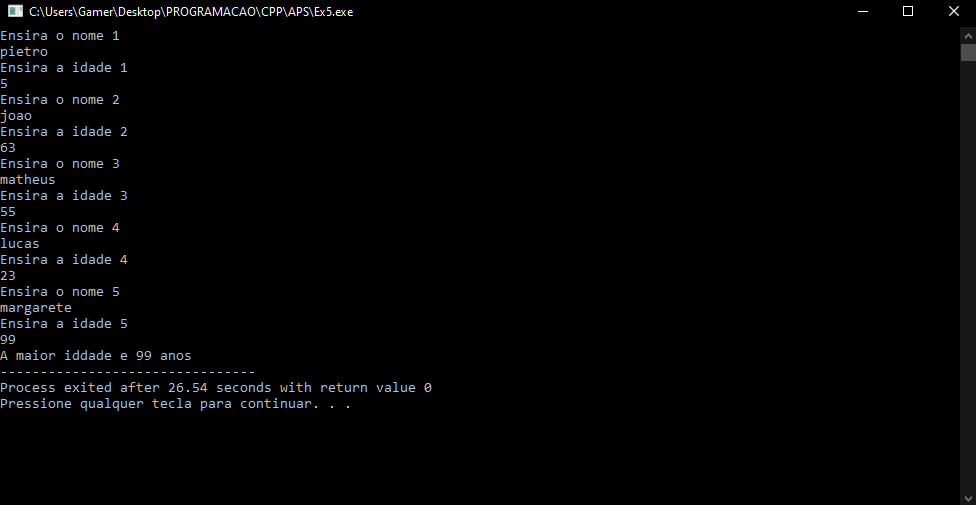 C:\Users\Gamer\Desktop\PROGRAMACAO\CPP\APS\Ex5.exe
Ensira o nome 1
pietro
Ensira a idade 1
5
Ensira o nome 2
joao
Ensira a idade 2
63
Ensira o nome 3
matheus
Ensira a idade 3
55
Ensira o nome 4
lucas
Ensira a idade 4
23
Ensira o nome 5
margarete
Ensira a idade 5
99
A maior iddade e 99 anos
--------------------------------
Process exited after 26.54 seconds with return value 0
Pressione qualquer tecla para continuar. . .